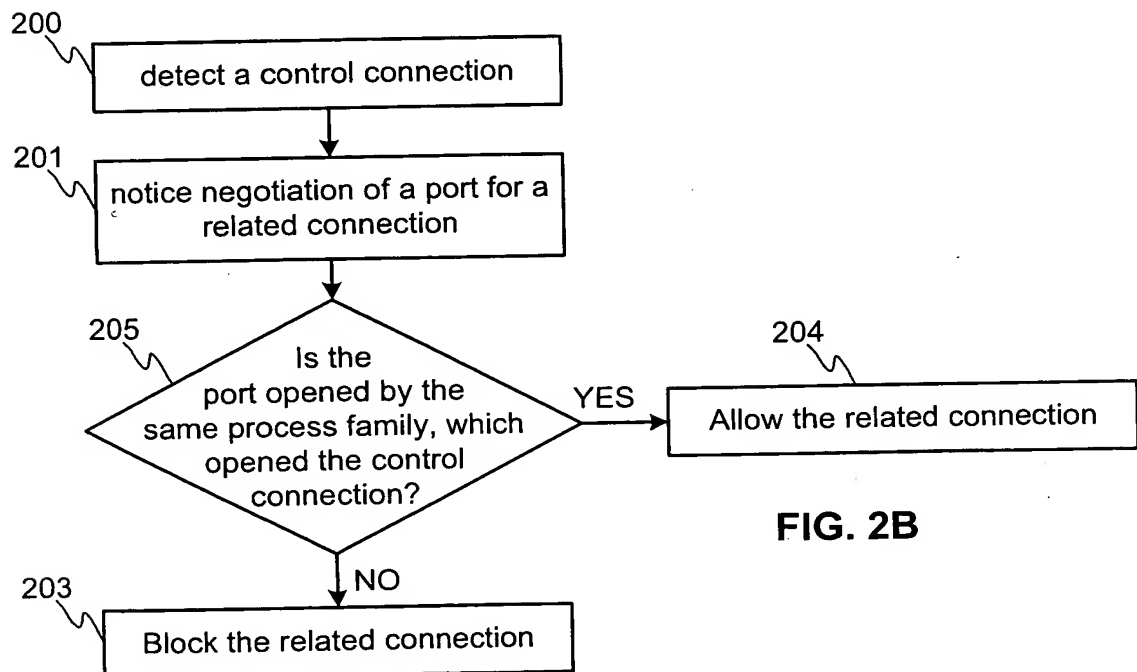 200
detect a control connection
201
notice negotiation of a port for a
related connection
205
Is the
port opened by the
same process family, which
opened the control
connection?
YES
204
Allow the related connection
FIG. 2B
NO
203
Block the related connection